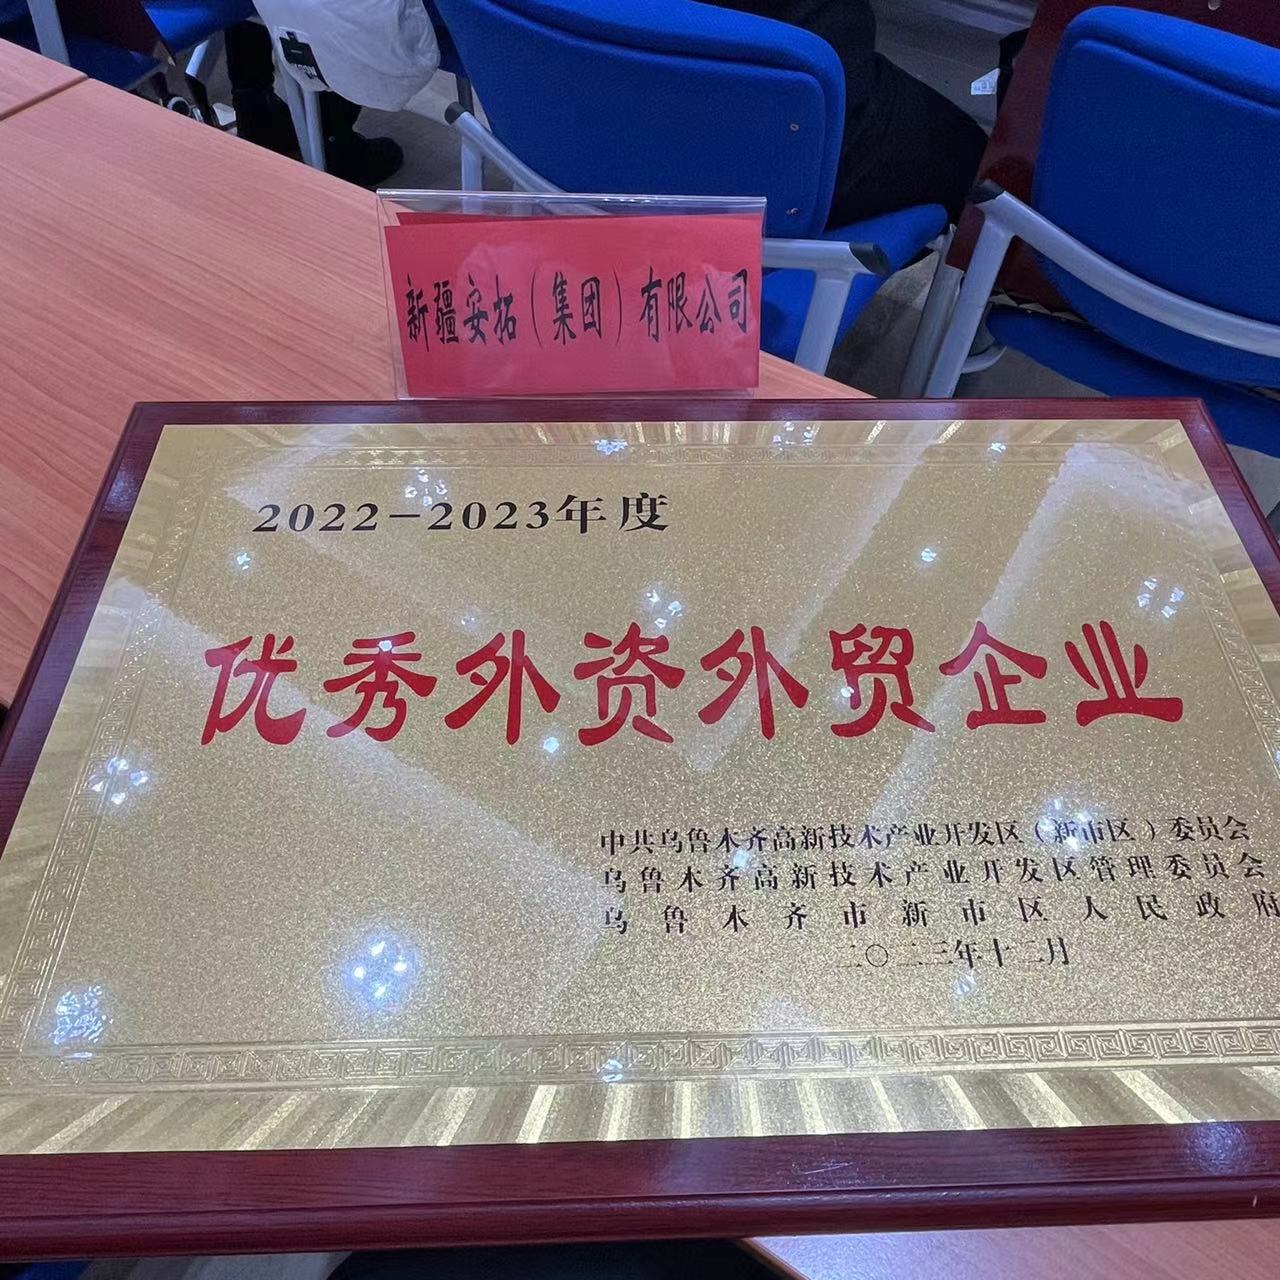 新疆安拓（集团）有限公司
2022-2023年度
优秀外资外贸企业
中共乌鲁木齐高新技术产业开发区（新市区）委员会
乌鲁木齐高新技术产业开发区管理委员会
乌鲁木齐市新市区人民政府
二〇二三年十二月